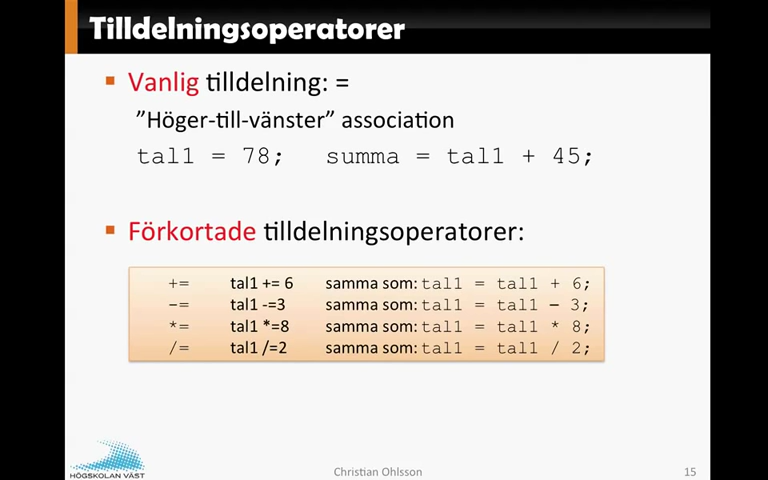 Tilldelningsoperatorer
Vanlig tilldelning: =
”Höger-till-vänster” association
tal1 = 78; summa = tal1 + 45;
Förkortade tilldelningsoperatorer:
+= tal1 += 6 samma som: tal1 = tal1 + 6;
-= tal1 -=3 samma som: tal1 = tal1 – 3;
*= tal1 *=8 samma som: tal1 = tal1 * 8;
/= tal1 /=2 samma som: tal1 = tal1 / 2;
HÖGSKOLAN VÄST
Christian Ohlsson
15